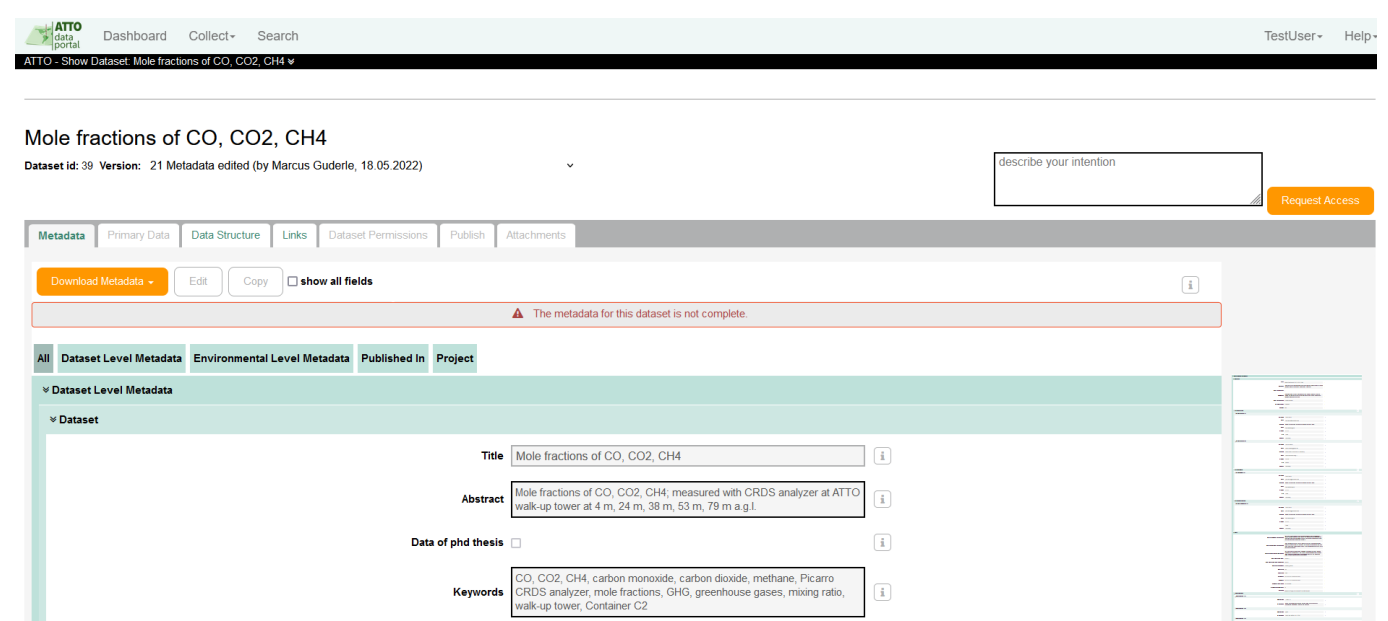 ATTO
data
portal
Dashboard Collect Search TestUser Help
ATTO - Show Dataset: Mole fractions of CO, CO2, CH4
Mole fractions of CO, CO2, CH4
Dataset id: 39 Version: 21 Metadata edited (by Marcus Guderle, 18.05.2022)
describe your intention
Request Access
Metadata Primary Data Data Structure Links Dataset Permissions Publish Attachments
Download Metadata Edit Copy show all fields i
The metadata for this dataset is not complete.
All Dataset Level Metadata Environmental Level Metadata Published In Project
Dataset Level Metadata
Dataset
Title Mole fractions of CO, CO2, CH4 i
Abstract Mole fractions of CO, CO2, CH4; measured with CRDS analyzer at ATTO
walk-up tower at 4 m, 24 m, 38 m, 53 m, 79 m a.g.l. i
Data of phd thesis i
Keywords CO, CO2, CH4, carbon monoxide, carbon dioxide, methane, Picarro
CRDS analyzer, mole fractions, GHG, greenhouse gases, mixing ratio,
walk-up tower, Container C2 i